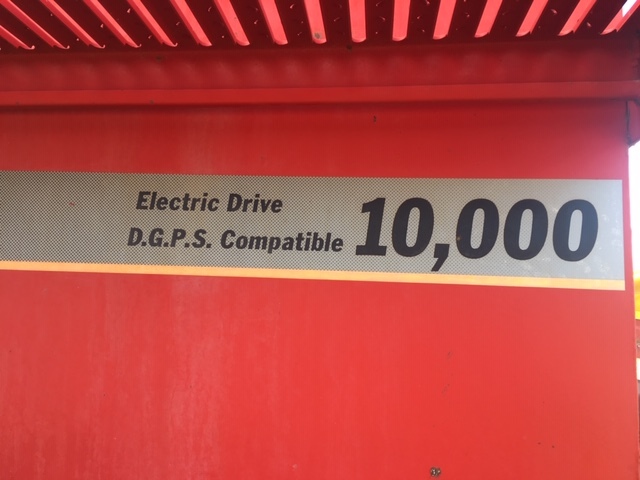 Electric Drive
D.G.P.S. Compatible 10,000